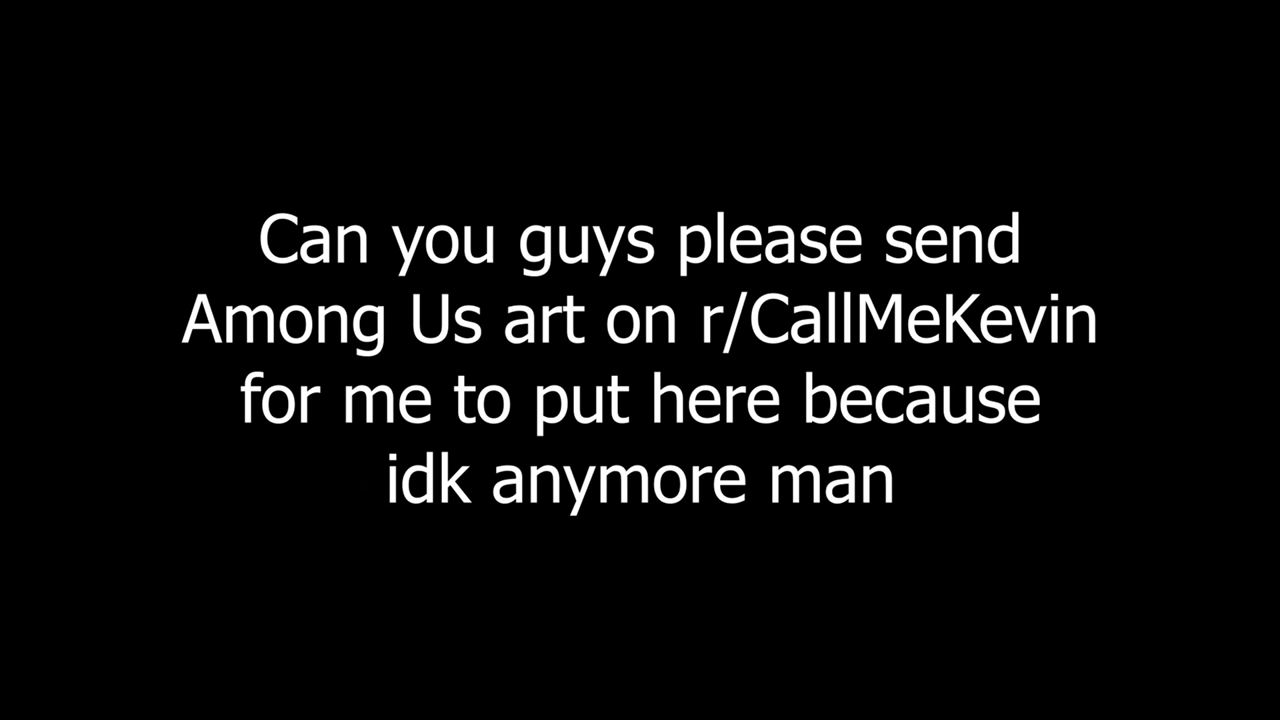 Can you guys please send
Among Us art on r/CallMeKevin
for me to put here because
idk anymore man